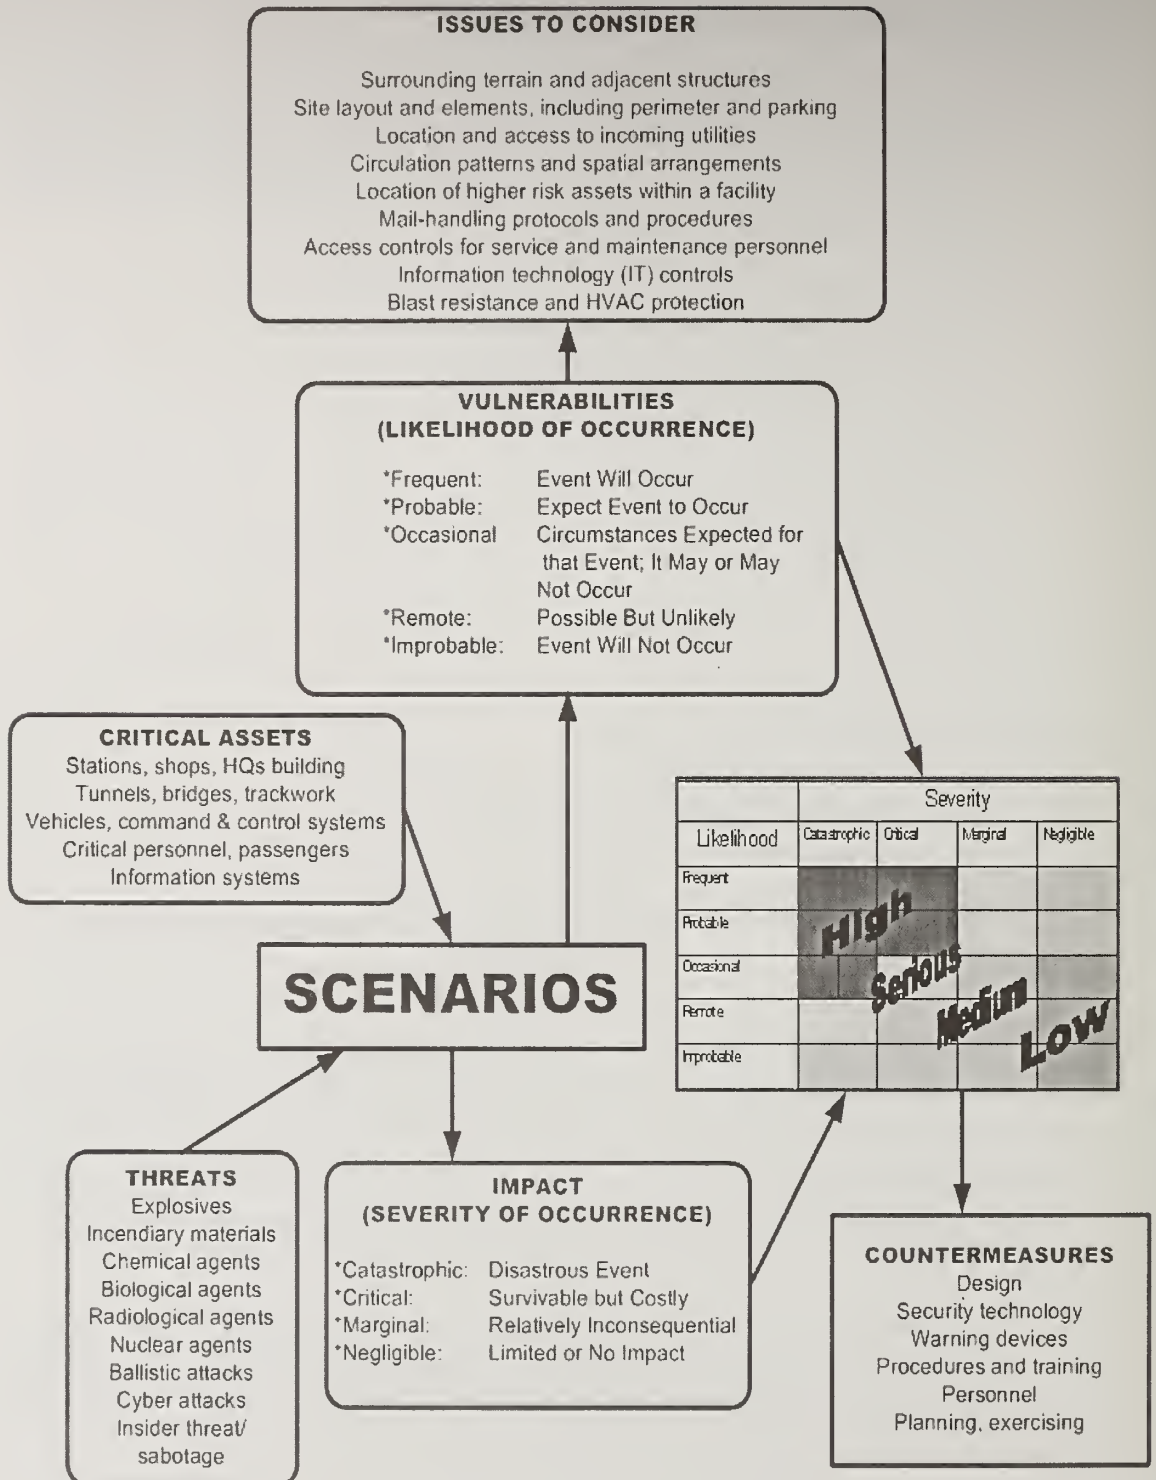 ISSUES TO CONSIDER
Surrounding terrain and adjacent structures
Site layout and elements, including perimeter and parking
Location and access to incoming utilities
Circulation patterns and spatial arrangements
Location of higher risk assets within a facility
Mail-handling protocols and procedures
Access controls for service and maintenance personnel
Information technology (IT) controls
Blast resistance and HVAC protection
VULNERABILITIES
(LIKELIHOOD OF OCCURRENCE)
*Frequent: Event Will Occur
*Probable: Expect Event to Occur
*Occasional Circumstances Expected for
that Event; It May or May
Not Occur
*Remote: Possible But Unlikely
*Improbable: Event Will Not Occur
CRITICAL ASSETS
Stations, shops, HQs building
Tunnels, bridges, trackwork
Vehicles, command & control systems
Critical personnel, passengers
Information systems
Severity
Likelihood Catastrophic Critical Marginal Negligible
Frequent
Probable
Occasional
Remote
Improbable
High
Serious
Medium
Low
SCENARIOS
THREATS
Explosives
Incendiary materials
Chemical agents
Biological agents
Radiological agents
Nuclear agents
Ballistic attacks
Cyber attacks
Insider threat/
sabotage
IMPACT
(SEVERITY OF OCCURRENCE)
*Catastrophic: Disastrous Event
*Critical: Survivable but Costly
*Marginal: Relatively Inconsequential
*Negligible: Limited or No Impact
COUNTERMEASURES
Design
Security technology
Warning devices
Procedures and training
Personnel
Planning, exercising